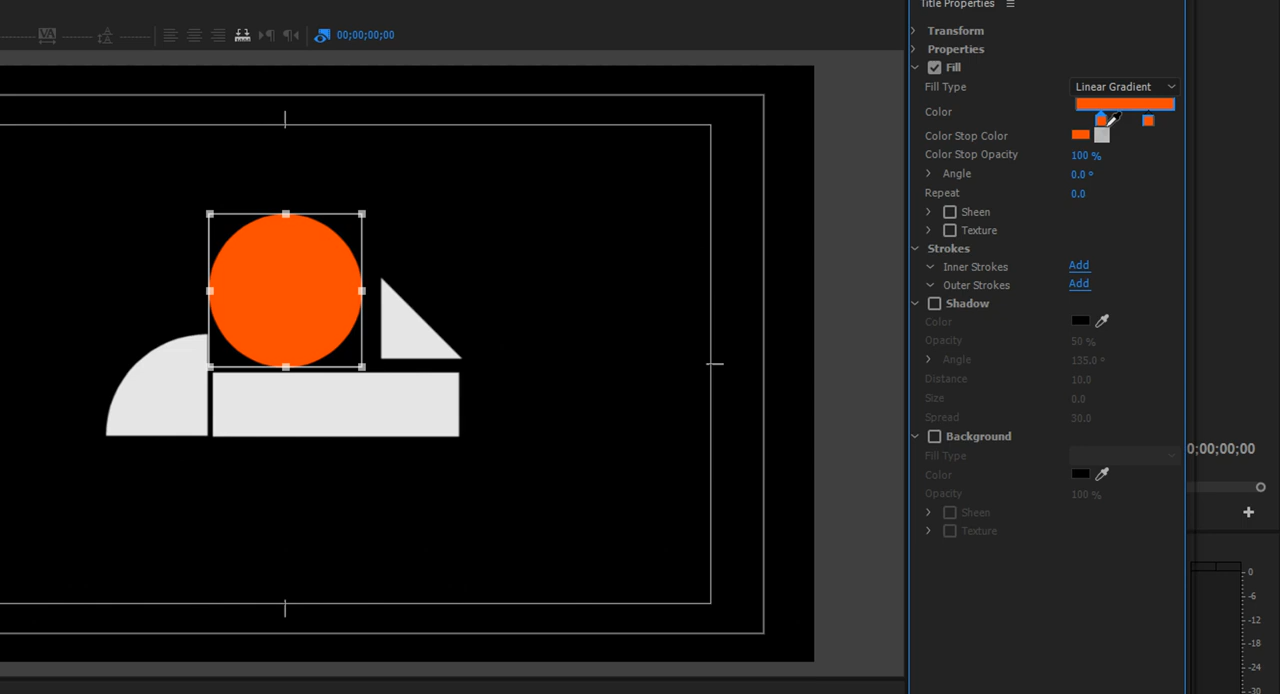 Title Properties
VA 00;00;00;00
Transform
Properties
Fill
Fill Type Linear Gradient
Color
Color Stop Color
Color Stop Opacity 100 %
Angle 0.0 °
Repeat 0.0
Sheen
Texture
Strokes
Inner Strokes Add
Outer Strokes Add
Shadow
Color
Opacity 50 %
Angle 135.0 °
Distance 10.0
Size 0.0
Spread 30.0
Background
Fill Type
0;00;00;00
Color
Opacity 100 %
Sheen
Texture
0
-6
-12
-18
-24
-30